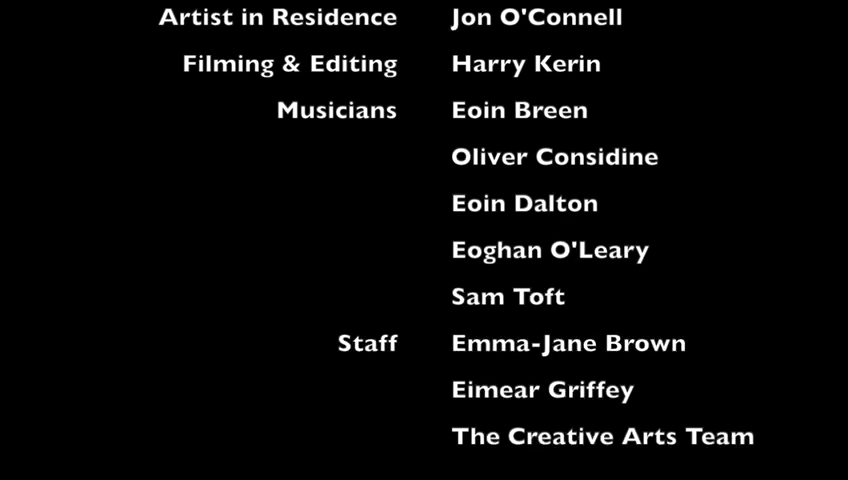 Artist in Residence Jon O'Connell
Filming & Editing Harry Kerin
Musicians Eoin Breen
Oliver Considine
Eoin Dalton
Eoghan O'Leary
Sam Toft
Staff Emma-Jane Brown
Eimear Griffey
The Creative Arts Team